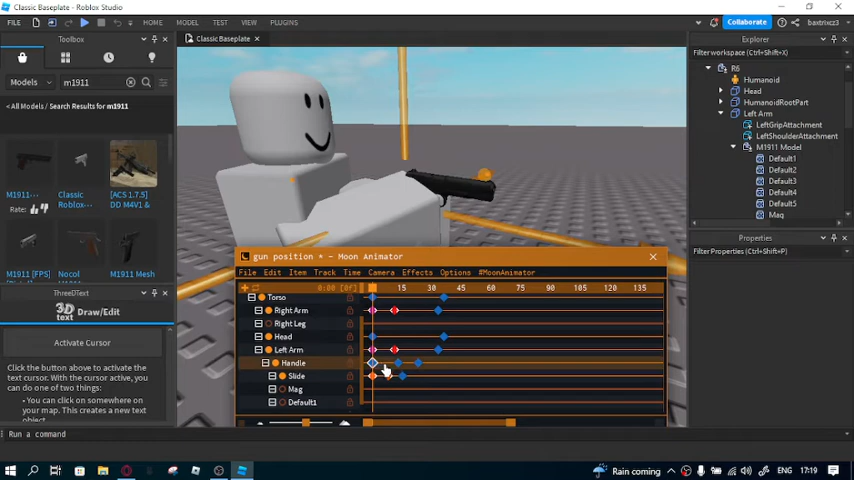 Classic Baseplate - Roblox Studio
FILE
HOME MODEL TEST VIEW PLUGINS
Collaborate baxtrixcz3
Toolbox
Classic Baseplate
Explorer
Filter workspace (Ctrl+Shift+X)
Models m1911
< All Models / Search Results for m1911
M1911-...
Rate:
Classic
Roblox--...
[ACS 1.7.5]
DD M4V1 &
M1911 [FPS]
Nocol
M1911 Mesh
ThreeDText
3D
text
Draw/Edit
Activate Cursor
Click the button above to activate the
text cursor. With the cursor active, you
can do one of two things:
• You can click on somewhere on
your map. This creates a new text
R6
Humanoid
Head
HumanoidRootPart
Left Arm
LeftGripAttachment
LeftShoulderAttachment
M1911 Model
Default1
Default2
Default3
Default4
Default5
Mag
Properties
Filter Properties (Ctrl+Shift+P)
gun position * - Moon Animator
File Edit Item Track Time Camera Effects Options #MoonAnimator
0:00 [0f] 15 30 45 60 75 90 105 120 135
Torso
Right Arm
Right Leg
Head
Left Arm
Handle
Slide
Mag
Default1
Run a command
Rain coming ENG 17:19